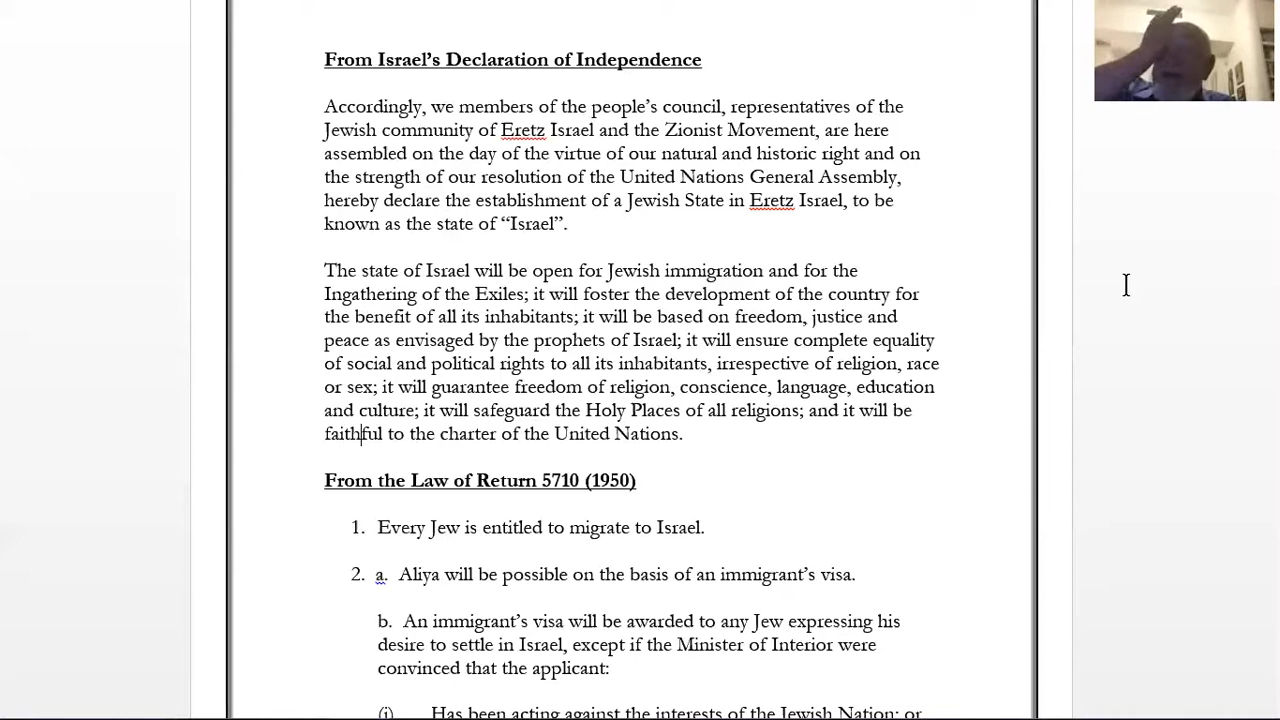 From Israel’s Declaration of Independence
Accordingly, we members of the people’s council, representatives of the
Jewish community of Eretz Israel and the Zionist Movement, are here
assembled on the day of the virtue of our natural and historic right and on
the strength of our resolution of the United Nations General Assembly,
hereby declare the establishment of a Jewish State in Eretz Israel, to be
known as the state of “Israel”.
The state of Israel will be open for Jewish immigration and for the
Ingathering of the Exiles; it will foster the development of the country for
the benefit of all its inhabitants; it will be based on freedom, justice and
peace as envisaged by the prophets of Israel; it will ensure complete equality
of social and political rights to all its inhabitants, irrespective of religion, race
or sex; it will guarantee freedom of religion, conscience, language, education
and culture; it will safeguard the Holy Places of all religions; and it will be
faithful to the charter of the United Nations.
From the Law of Return 5710 (1950)
1. Every Jew is entitled to migrate to Israel.
2. a. Aliya will be possible on the basis of an immigrant’s visa.
b. An immigrant’s visa will be awarded to any Jew expressing his
desire to settle in Israel, except if the Minister of Interior were
convinced that the applicant:
(i) Has been acting against the interests of the Jewish Nation; or